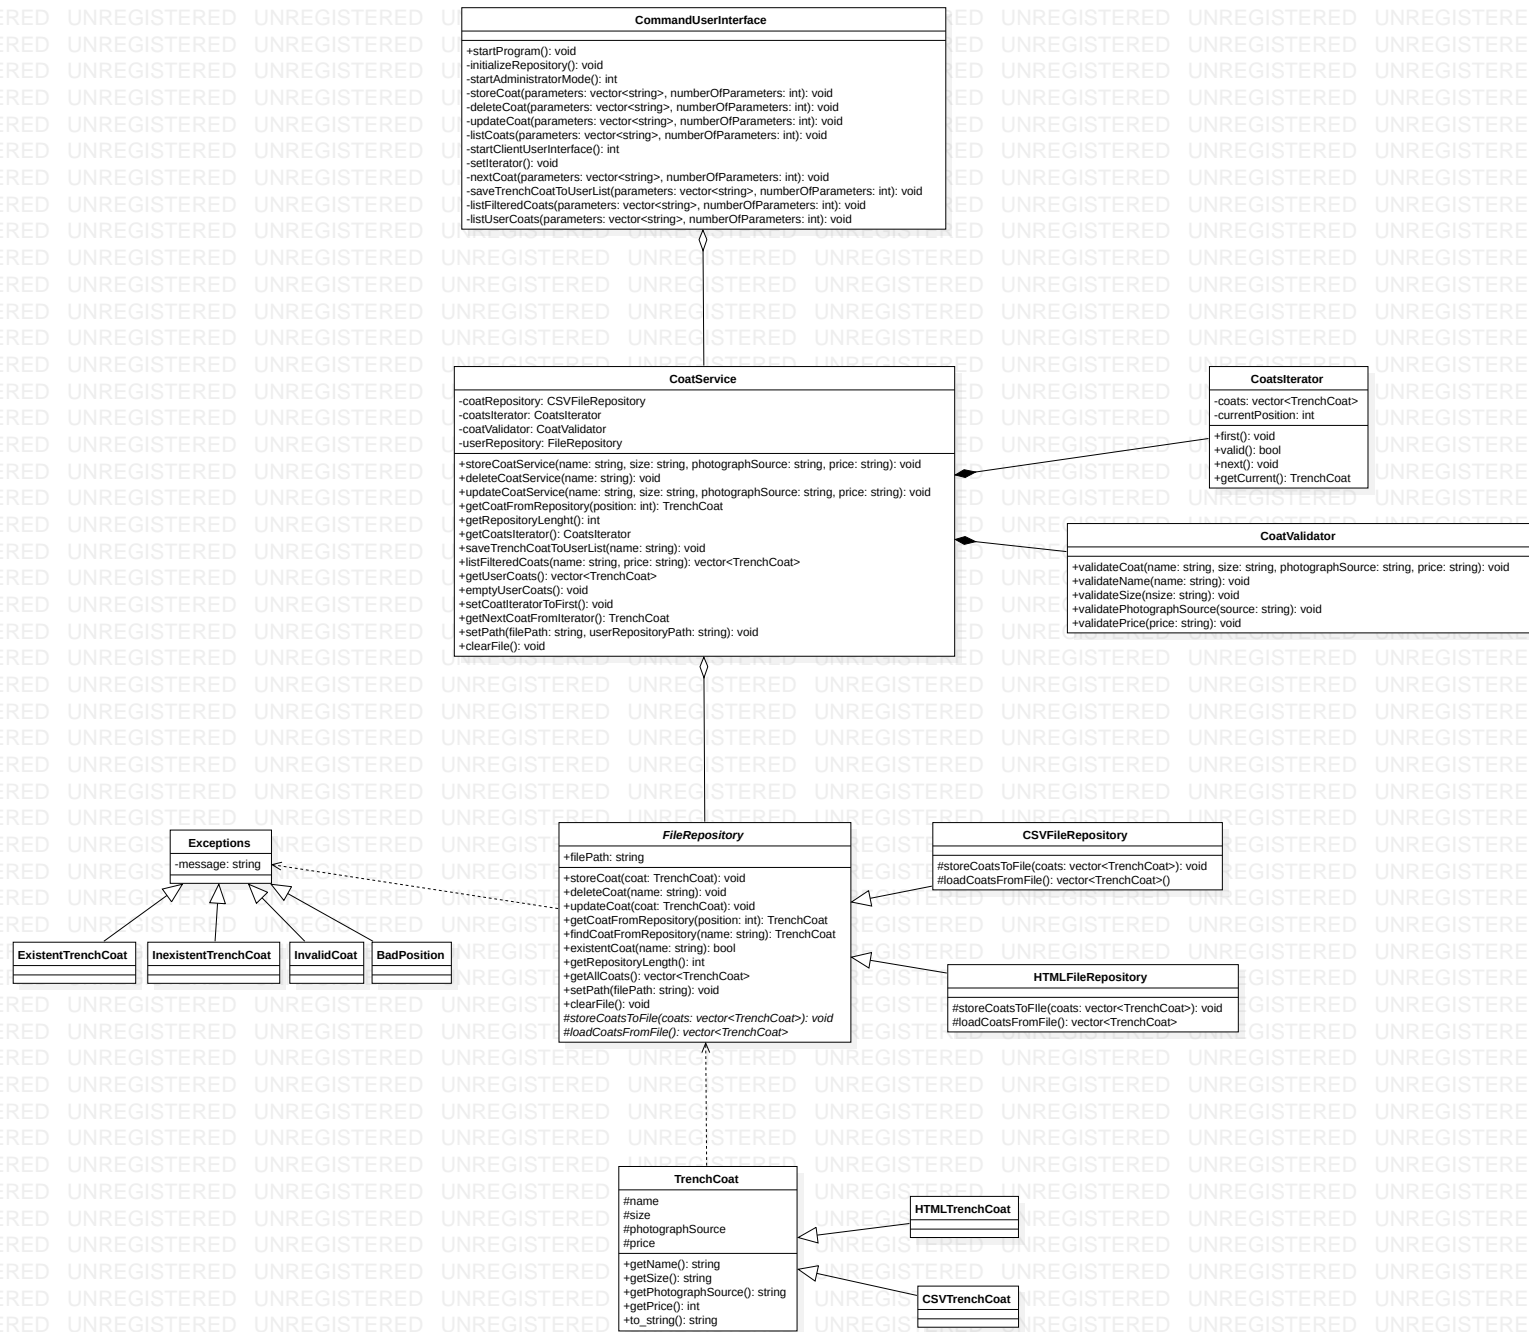 CommandUserInterface
+startProgram(): void
-initializeRepository(): void
-startAdministratorMode(): int
-storeCoat(parameters: vector<string>, numberOfParameters: int): void
-deleteCoat(parameters: vector<string>, numberOfParameters: int): void
-updateCoat(parameters: vector<string>, numberOfParameters: int): void
-listCoats(parameters: vector<string>, numberOfParameters: int): void
-startClientUserInterface(): int
-setIterator(): void
-nextCoat(parameters: vector<string>, numberOfParameters: int): void
-saveTrenchCoatToUserList(parameters: vector<string>, numberOfParameters: int): void
-listFilteredCoats(parameters: vector<string>, numberOfParameters: int): void
-listUserCoats(parameters: vector<string>, numberOfParameters: int): void
CoatService
-coatRepository: CSVFileRepository
-coatsIterator: CoatsIterator
-coatValidator: CoatValidator
-userRepository: FileRepository
+storeCoatService(name: string, size: string, photographSource: string, price: string): void
+deleteCoatService(name: string): void
+updateCoatService(name: string, size: string, photographSource: string, price: string): void
+getCoatFromRepository(position: int): TrenchCoat
+getRepositoryLenght(): int
+getCoatsIterator(): CoatsIterator
+saveTrenchCoatToUserList(name: string): void
+listFilteredCoats(name: string, price: string): vector<TrenchCoat>
+getUserCoats(): vector<TrenchCoat>
+emptyUserCoats(): void
+setCoatIteratorToFirst(): void
+getNextCoatFromIterator(): TrenchCoat
+setPath(filePath: string, userRepositoryPath: string): void
+clearFile(): void
CoatsIterator
-coats: vector<TrenchCoat>
-currentPosition: int
+first(): void
+valid(): bool
+next(): void
+getCurrent(): TrenchCoat
CoatValidator
+validateCoat(name: string, size: string, photographSource: string, price: string): void
+validateName(name: string): void
+validateSize(nsize: string): void
+validatePhotographSource(source: string): void
+validatePrice(price: string): void
Exceptions
-message: string
ExistentTrenchCoat
InexistentTrenchCoat
InvalidCoat
BadPosition
FileRepository
+filePath: string
+storeCoat(coat: TrenchCoat): void
+deleteCoat(name: string): void
+updateCoat(coat: TrenchCoat): void
+getCoatFromRepository(position: int): TrenchCoat
+findCoatFromRepository(name: string): TrenchCoat
+existentCoat(name: string): bool
+getRepositoryLength(): int
+getAllCoats(): vector<TrenchCoat>
+setPath(filePath: string): void
+clearFile(): void
#storeCoatsToFile(coats: vector<TrenchCoat>): void
#loadCoatsFromFile(): vector<TrenchCoat>
CSVFileRepository
#storeCoatsToFile(coats: vector<TrenchCoat>): void
#loadCoatsFromFile(): vector<TrenchCoat>()
HTMLFileRepository
#storeCoatsToFIle(coats: vector<TrenchCoat>): void
#loadCoatsFromFile(): vector<TrenchCoat>
TrenchCoat
#name
#size
#photographSource
#price
+getName(): string
+getSize(): string
+getPhotographSource(): string
+getPrice(): int
+to_string(): string
HTMLTrenchCoat
CSVTrenchCoat